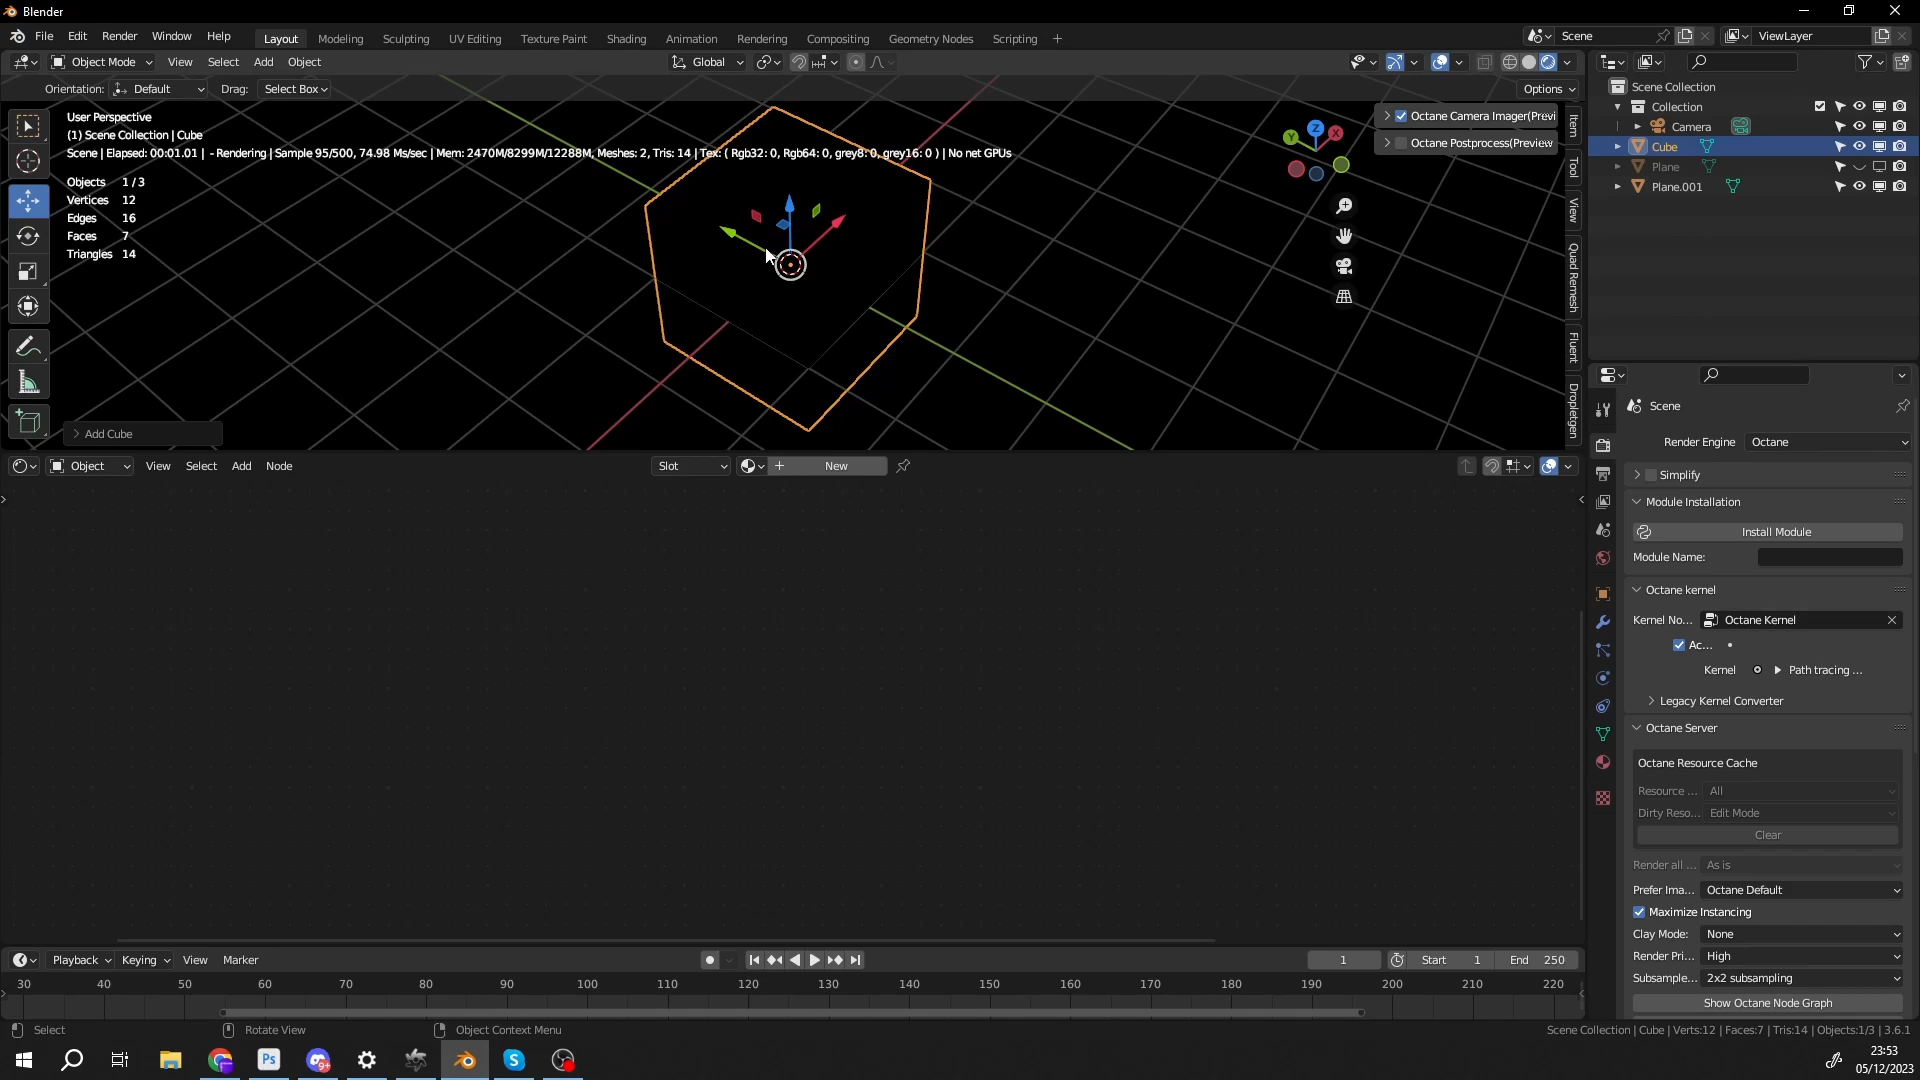 Blender
File Edit Render Window Help Layout Modeling Sculpting UV Editing Texture Paint Shading Animation Rendering Compositing Geometry Nodes Scripting + Scene ViewLayer
Object Mode View Select Add Object Global
Orientation: Default Drag: Select Box Options
User Perspective
(1) Scene Collection | Cube
Scene | Elapsed: 00:01.01 | - Rendering | Sample 95/500, 74.98 Ms/sec | Mem: 2470M/8299M/12288M, Meshes: 2, Tris: 14 | Tex: ( Rgb32: 0, Rgb64: 0, grey8: 0, grey16: 0 ) | No net GPUs
Objects 1/3
Vertices 12
Edges 16
Faces 7
Triangles 14
Octane Camera Imager(Previ
Octane Postprocess(Preview
Z
Y
X
Item
Tool
View
Quad Remesh
Fluent
Dropletgen
Add Cube
Scene Collection
Collection
Camera
Cube
Plane
Plane.001
Scene
Render Engine Octane
Simplify
Module Installation
Install Module
Module Name:
Octane kernel
Kernel No... Octane Kernel
Ac...
Kernel Path tracing ...
Legacy Kernel Converter
Octane Server
Octane Resource Cache
Resource ... All
Dirty Reso... Edit Mode
Clear
Render all ... As is
Prefer Ima... Octane Default
Maximize Instancing
Clay Mode: None
Render Pri... High
Subsample... 2x2 subsampling
Show Octane Node Graph
Object View Select Add Node Slot + New
Playback Keying View Marker 1 Start 1 End 250
30 40 50 60 70 80 90 100 110 120 130 140 150 160 170 180 190 200 210 220
Select Rotate View Object Context Menu Scene Collection | Cube | Verts:12 | Faces:7 | Tris:14 | Objects:1/3 | 3.6.1
Ps
9+
S
23:53
05/12/2023